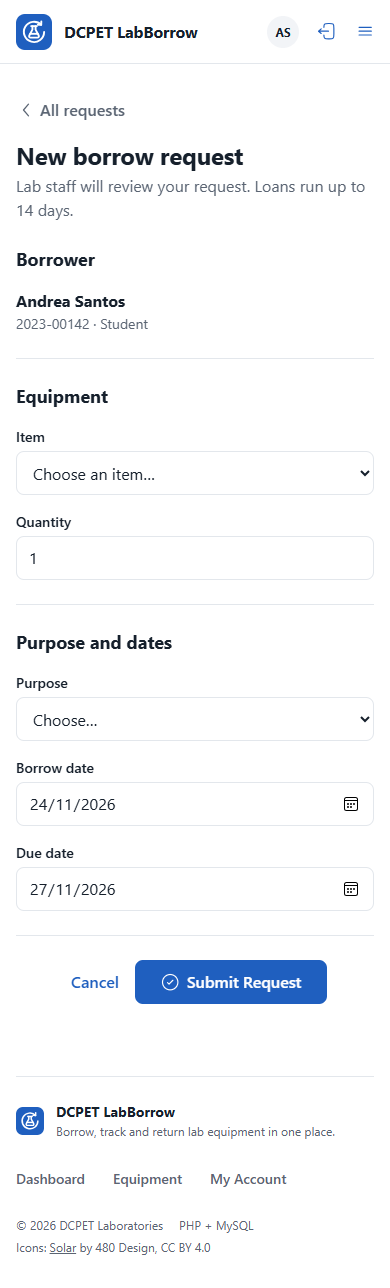 DCPET LabBorrow
AS
All requests
New borrow request
Lab staff will review your request. Loans run up to
14 days.
Borrower
Andrea Santos
2023-00142 · Student
Equipment
Item
Choose an item...
Quantity
1
Purpose and dates
Purpose
Choose...
Borrow date
24/11/2026
Due date
27/11/2026
Cancel
Submit Request
DCPET LabBorrow
Borrow, track and return lab equipment in one place.
Dashboard Equipment My Account
© 2026 DCPET Laboratories PHP + MySQL
Icons: Solar by 480 Design, CC BY 4.0